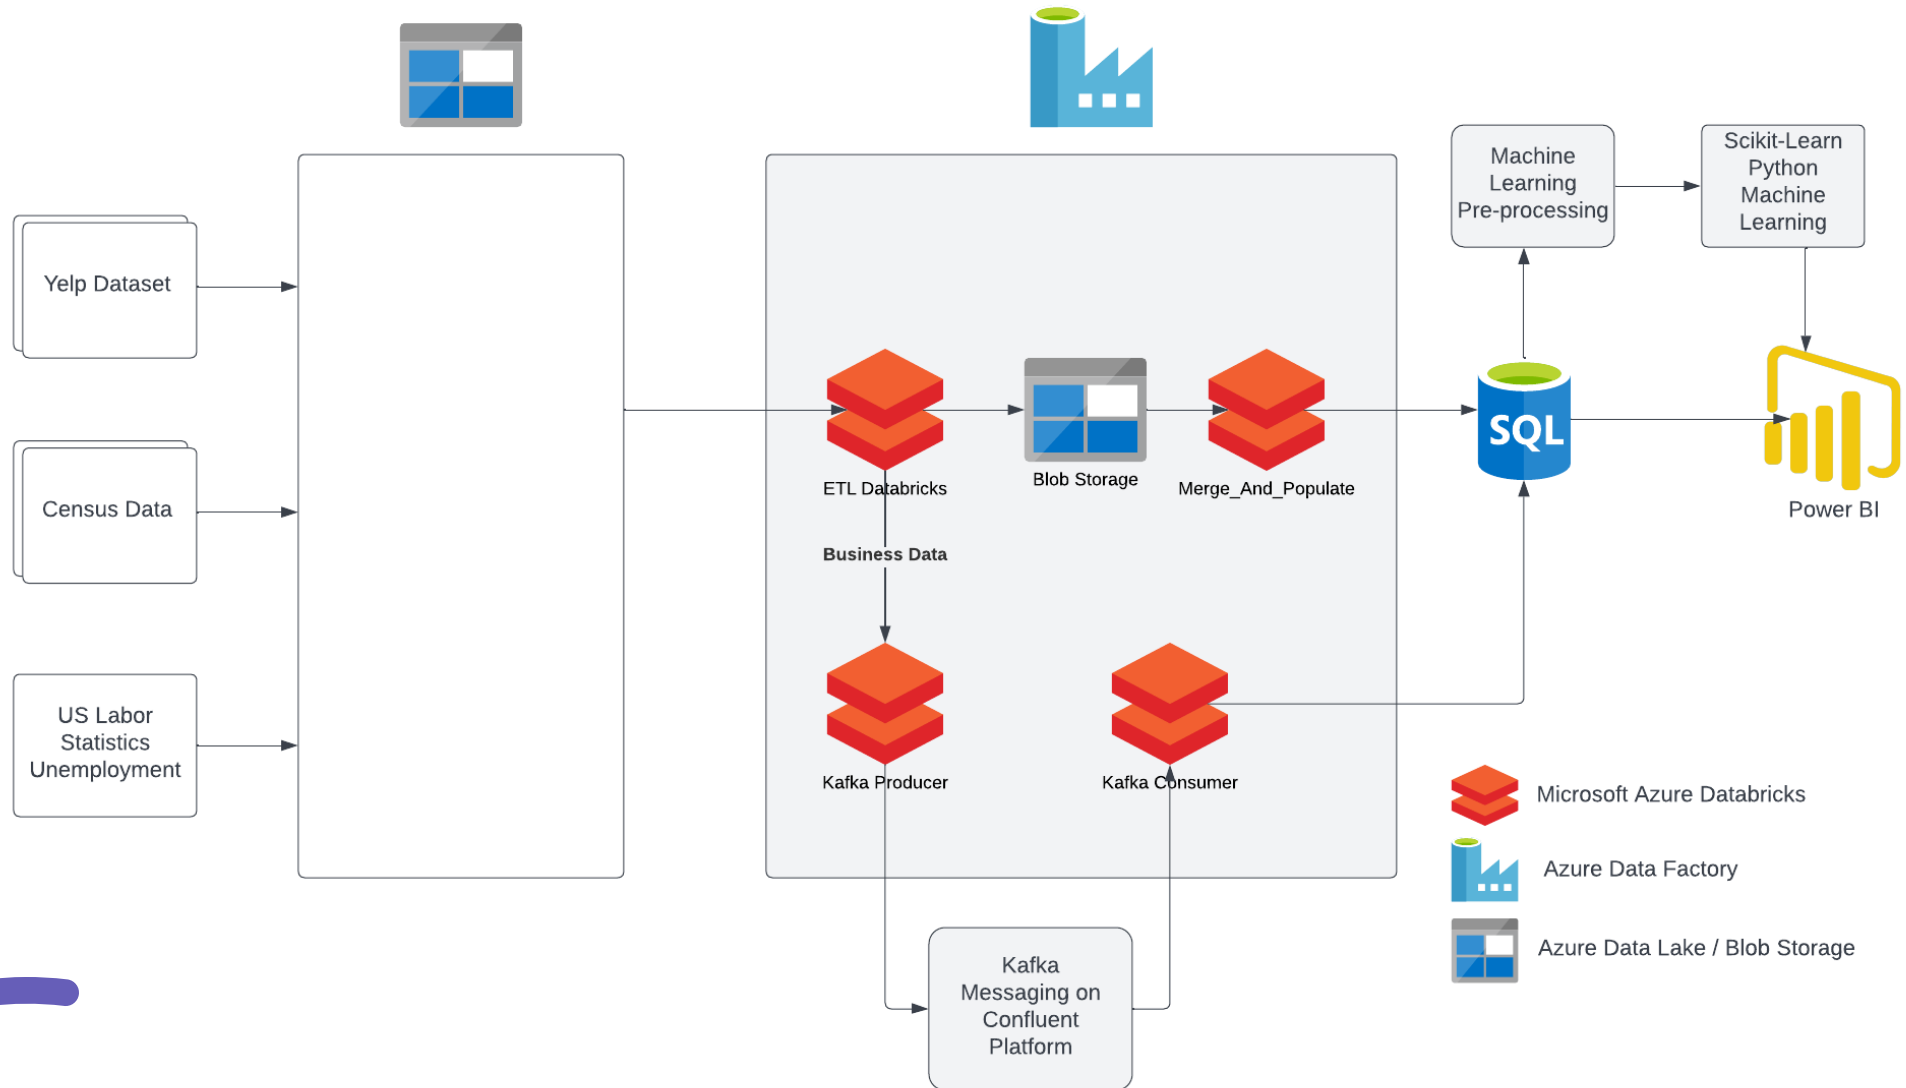 Yelp Dataset
Census Data
US Labor
Statistics
Unemployment
ETL Databricks
Blob Storage
Merge_And_Populate
Business Data
Kafka Producer
Kafka Consumer
Kafka
Messaging on
Confluent
Platform
Machine
Learning
Pre-processing
Scikit-Learn
Python
Machine
Learning
SQL
Power BI
Microsoft Azure Databricks
Azure Data Factory
Azure Data Lake / Blob Storage